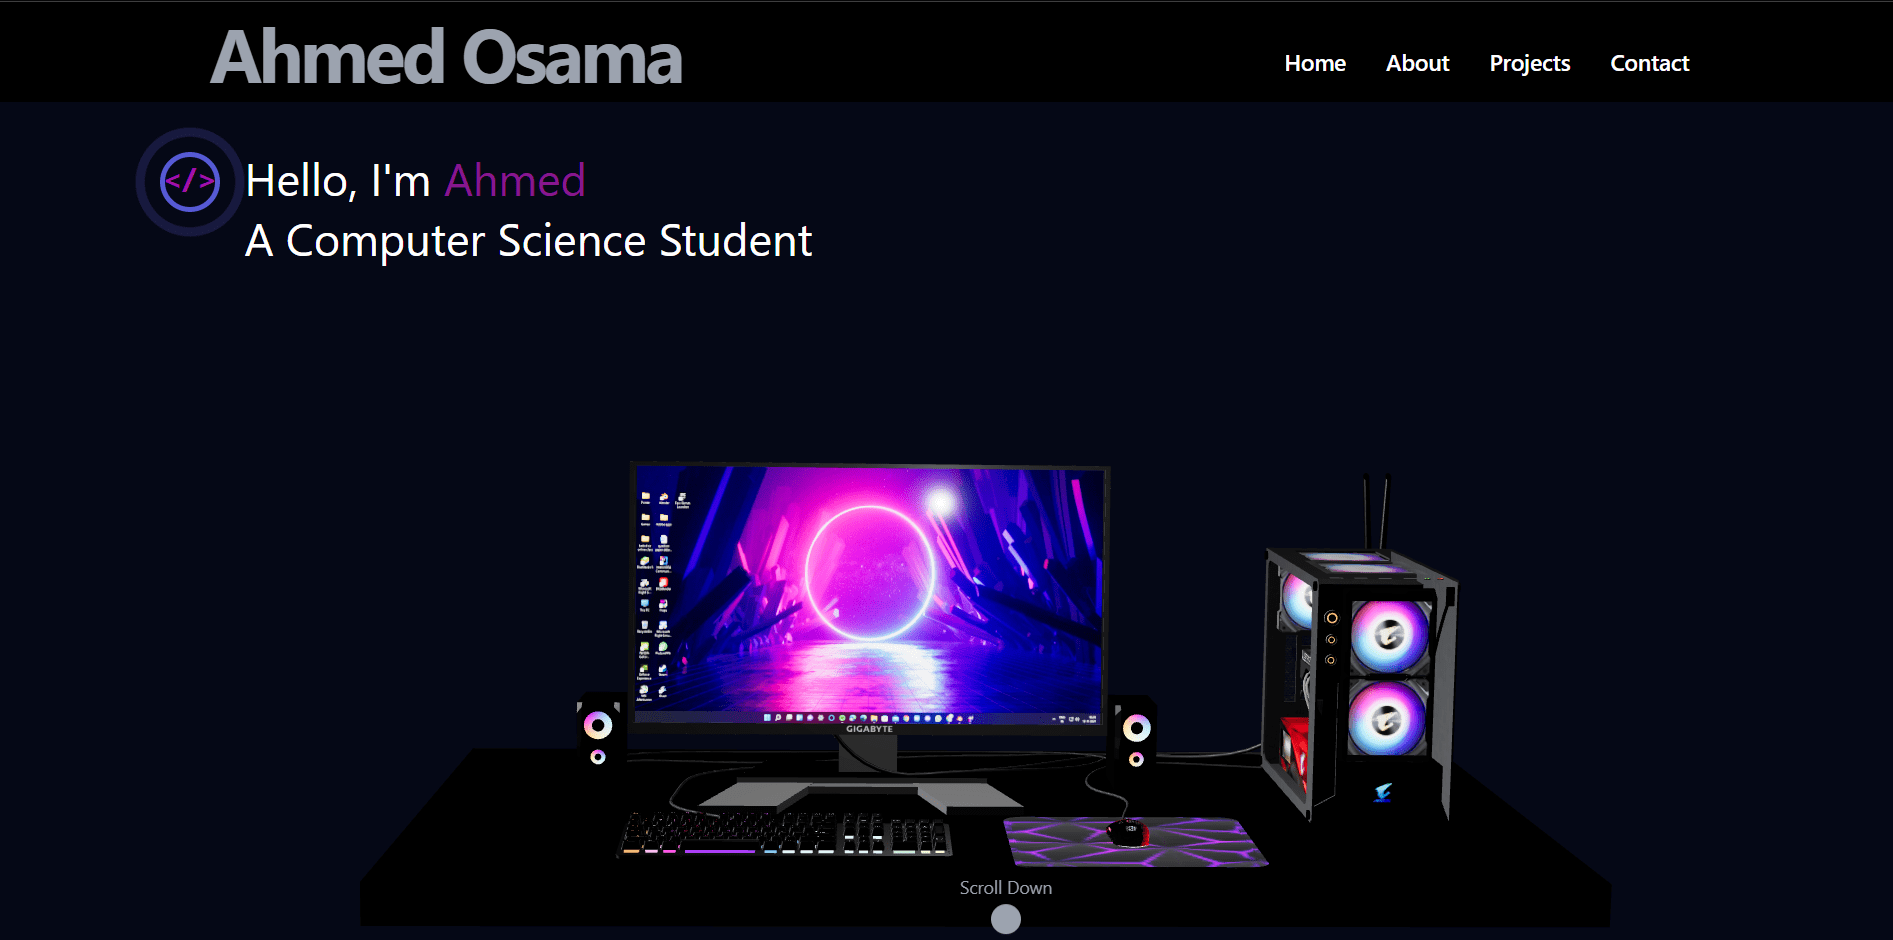 Ahmed Osama
Home About Projects Contact
</>
Hello, I'm Ahmed
A Computer Science Student
GIGABYTE
Scroll Down